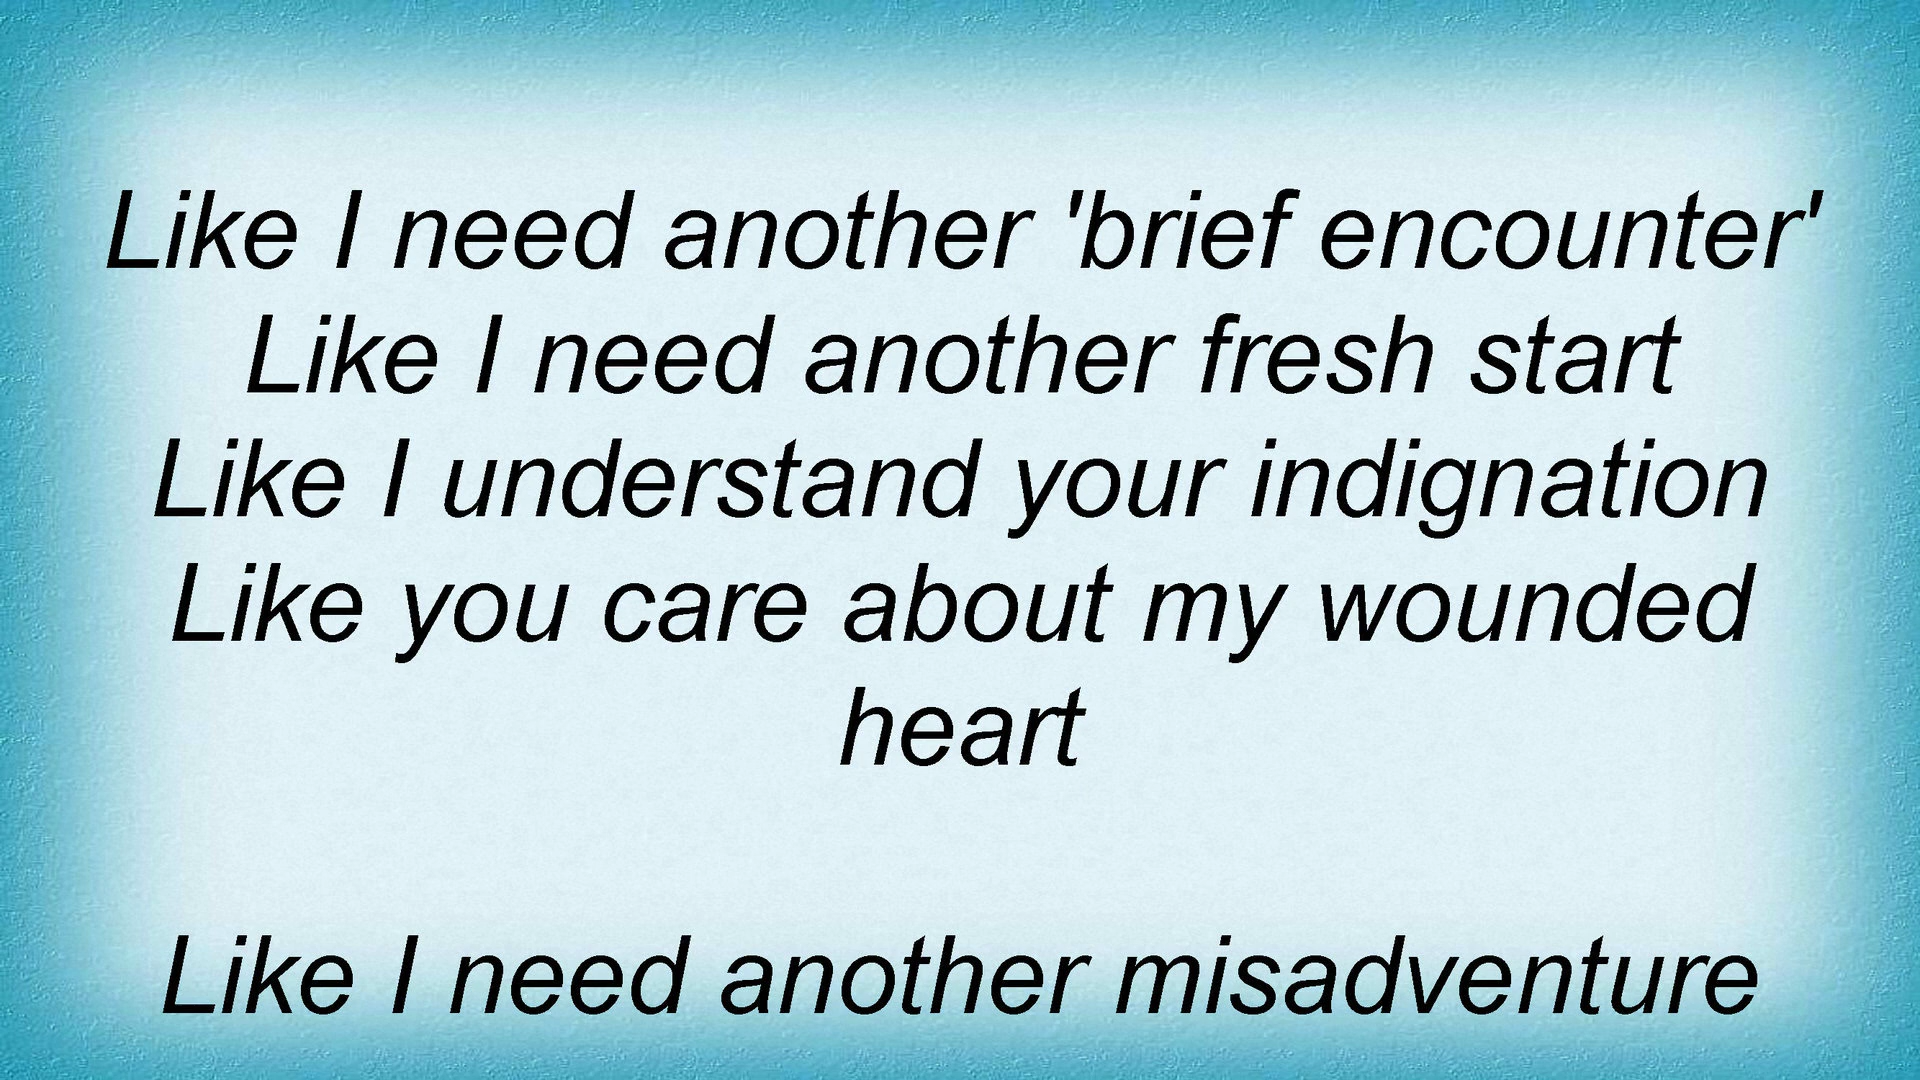 Like I need another 'brief encounter'
Like I need another fresh start
Like I understand your indignation
Like you care about my wounded
heart
Like I need another misadventure